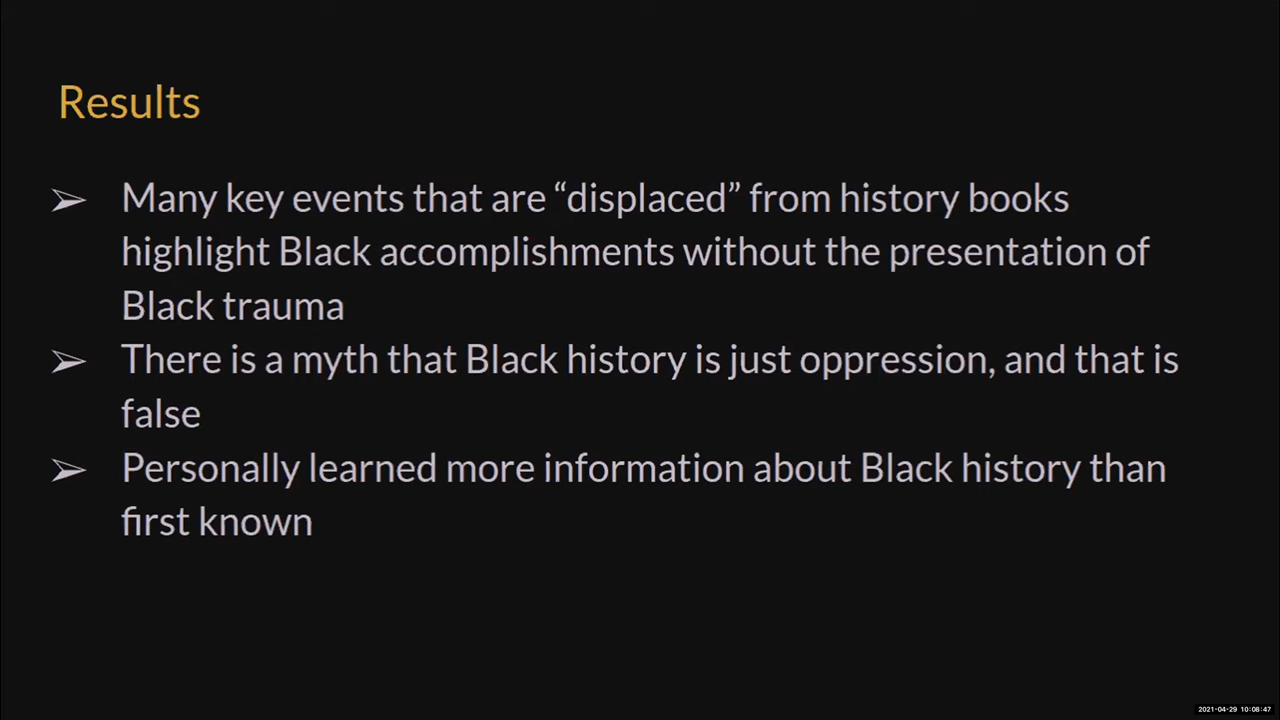 Results
➢ Many key events that are “displaced” from history books
highlight Black accomplishments without the presentation of
Black trauma
➢ There is a myth that Black history is just oppression, and that is
false
➢ Personally learned more information about Black history than
first known
2021-04-29 10:08:47